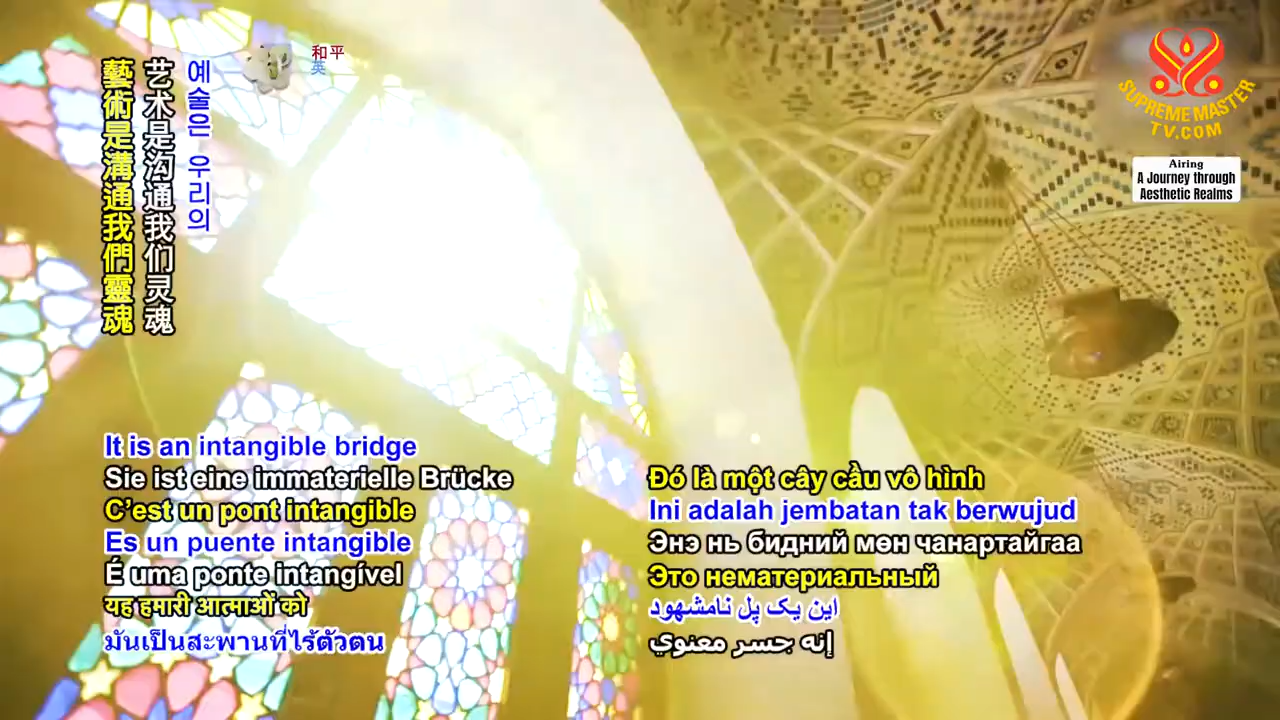 藝術是溝通我們靈魂
艺术是沟通我们灵魂
예술은 우리의
和平
英
SUPREME MASTER
TV.COM
Airing
A Journey through
Aesthetic Realms
It is an intangible bridge
Sie ist eine immaterielle Brücke
C'est un pont intangible
Es un puente intangible
É uma ponte intangível
यह हमारी आत्माओं को
มันเป็นสะพานที่ไร้ตัวตน
Đó là một cây cầu vô hình
Ini adalah jembatan tak berwujud
Энэ нь бидний мөн чанартайгаа
Это нематериальный
این یک پل نامشهود
إنه جسر معنوي